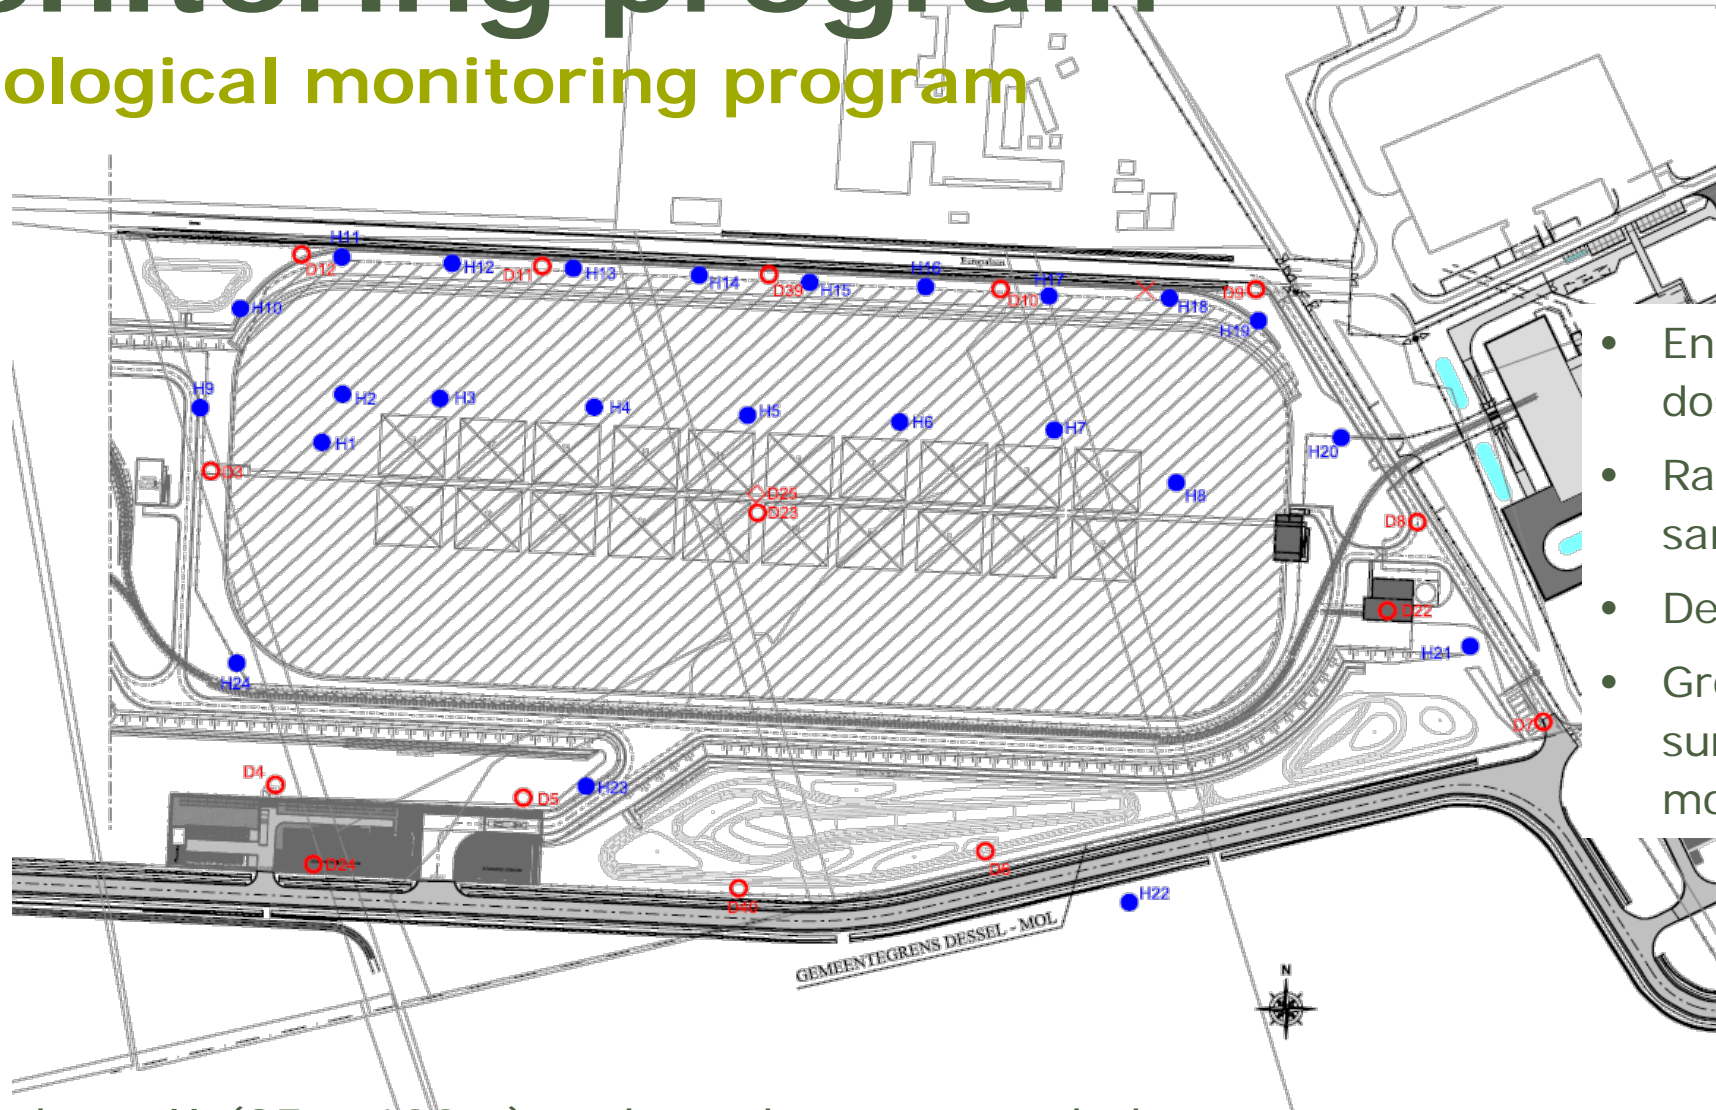 nitoring program
ological monitoring program
H11
D12
H12
D11
H13
H14
D39
H15
H16
H17
D10
H18
D9
H19
H10
H9
H2
H3
H4
H5
H6
H7
H1
H20
D3
D25
D23
H8
D8
D22
H21
H24
D7
D4
D5
H23
D24
D6
D40
H22
GEMEENTEGRENS DESSEL - MOL
N
• En
do
• Ra
sa
• De
• Gr
su
mo